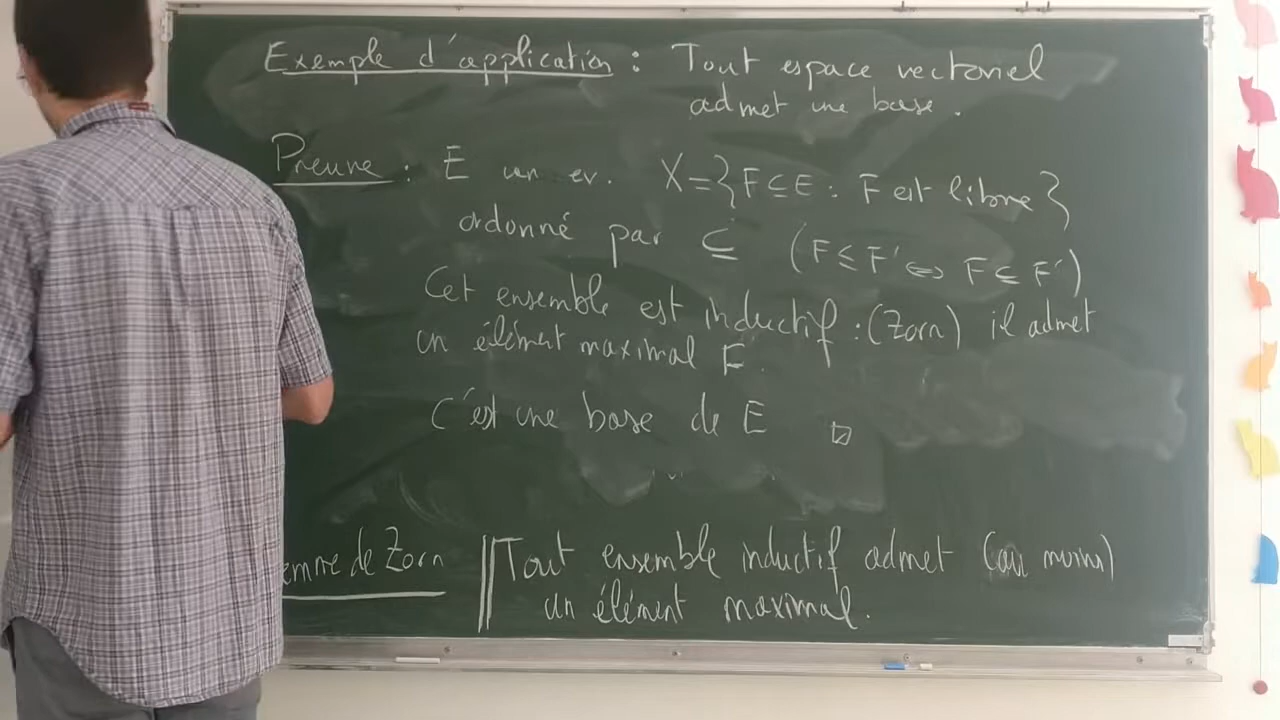 Exemple d'application : Tout espace vectoriel
admet une base.
Preuve : E un ev. X = {F ⊆ E : F est libre}
ordonné par ⊆ (F ≤ F' ⇔ F ⊆ F')
Cet ensemble est inductif : (Zorn) il admet
un élément maximal F.
C'est une base de E □
emme de Zorn || Tout ensemble inductif admet (au moins)
un élément maximal.